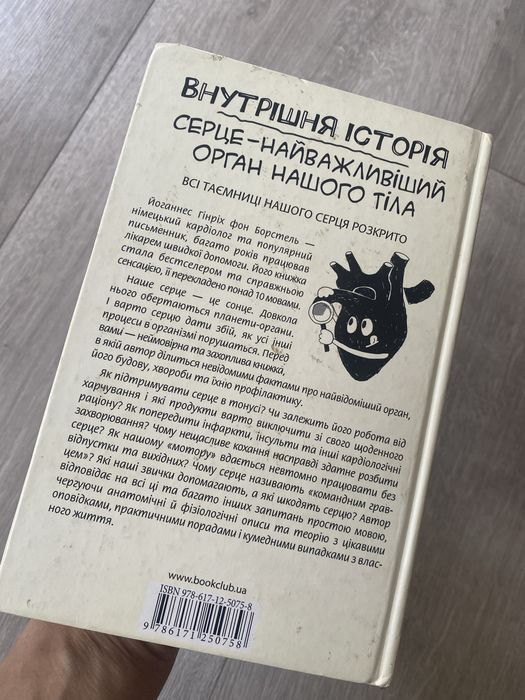 ВНУТРІШНЯ ІСТОРІЯ
СЕРЦЕ – НАЙВАЖЛИВІШИЙ
ОРГАН НАШОГО ТІЛА
ВСІ ТАЄМНИЦІ НАШОГО СЕРЦЯ РОЗКРИТО
Йоганнес Гінріх фон Борстель —
німецький кардіолог та популярний
письменник, багато років працював
лікарем швидкої допомоги. Його книжка
стала бестселером та справжньою
сенсацією, її перекладено понад 10 мовами.
Наше серце — це сонце. Довкола
нього обертаються планети-органи.
І варто серцю дати збій, як усі інші
процеси в організмі порушаться. Перед
вами — неймовірна та захоплива книжка,
в якій автор ділиться невідомими фактами про найвідоміший орган,
його будову, хвороби та їхню профілактику.
Як підтримувати серце в тонусі? Чи залежить його робота від
харчування і які продукти варто виключити зі свого щоденного
раціону? Як попередити інфаркти, інсульти та інші кардіологічні
захворювання? Чому нещасливе кохання насправді здатне розбити
серце? Як нашому «мотору» вдається невтомно працювати без
відпустки та вихідних? Чому серце називають «командним грав-
цем»? Які наші звички допомагають, а які шкодять серцю? Автор
відповідає на всі ці та багато інших запитань простою мовою,
чергуючи анатомічні й фізіологічні описи та теорію з цікавими
оповідками, практичними порадами і кумедними випадками з влас-
ного життя.
www.bookclub.ua
ISBN 978-617-12-5075-8
9 786171 250758